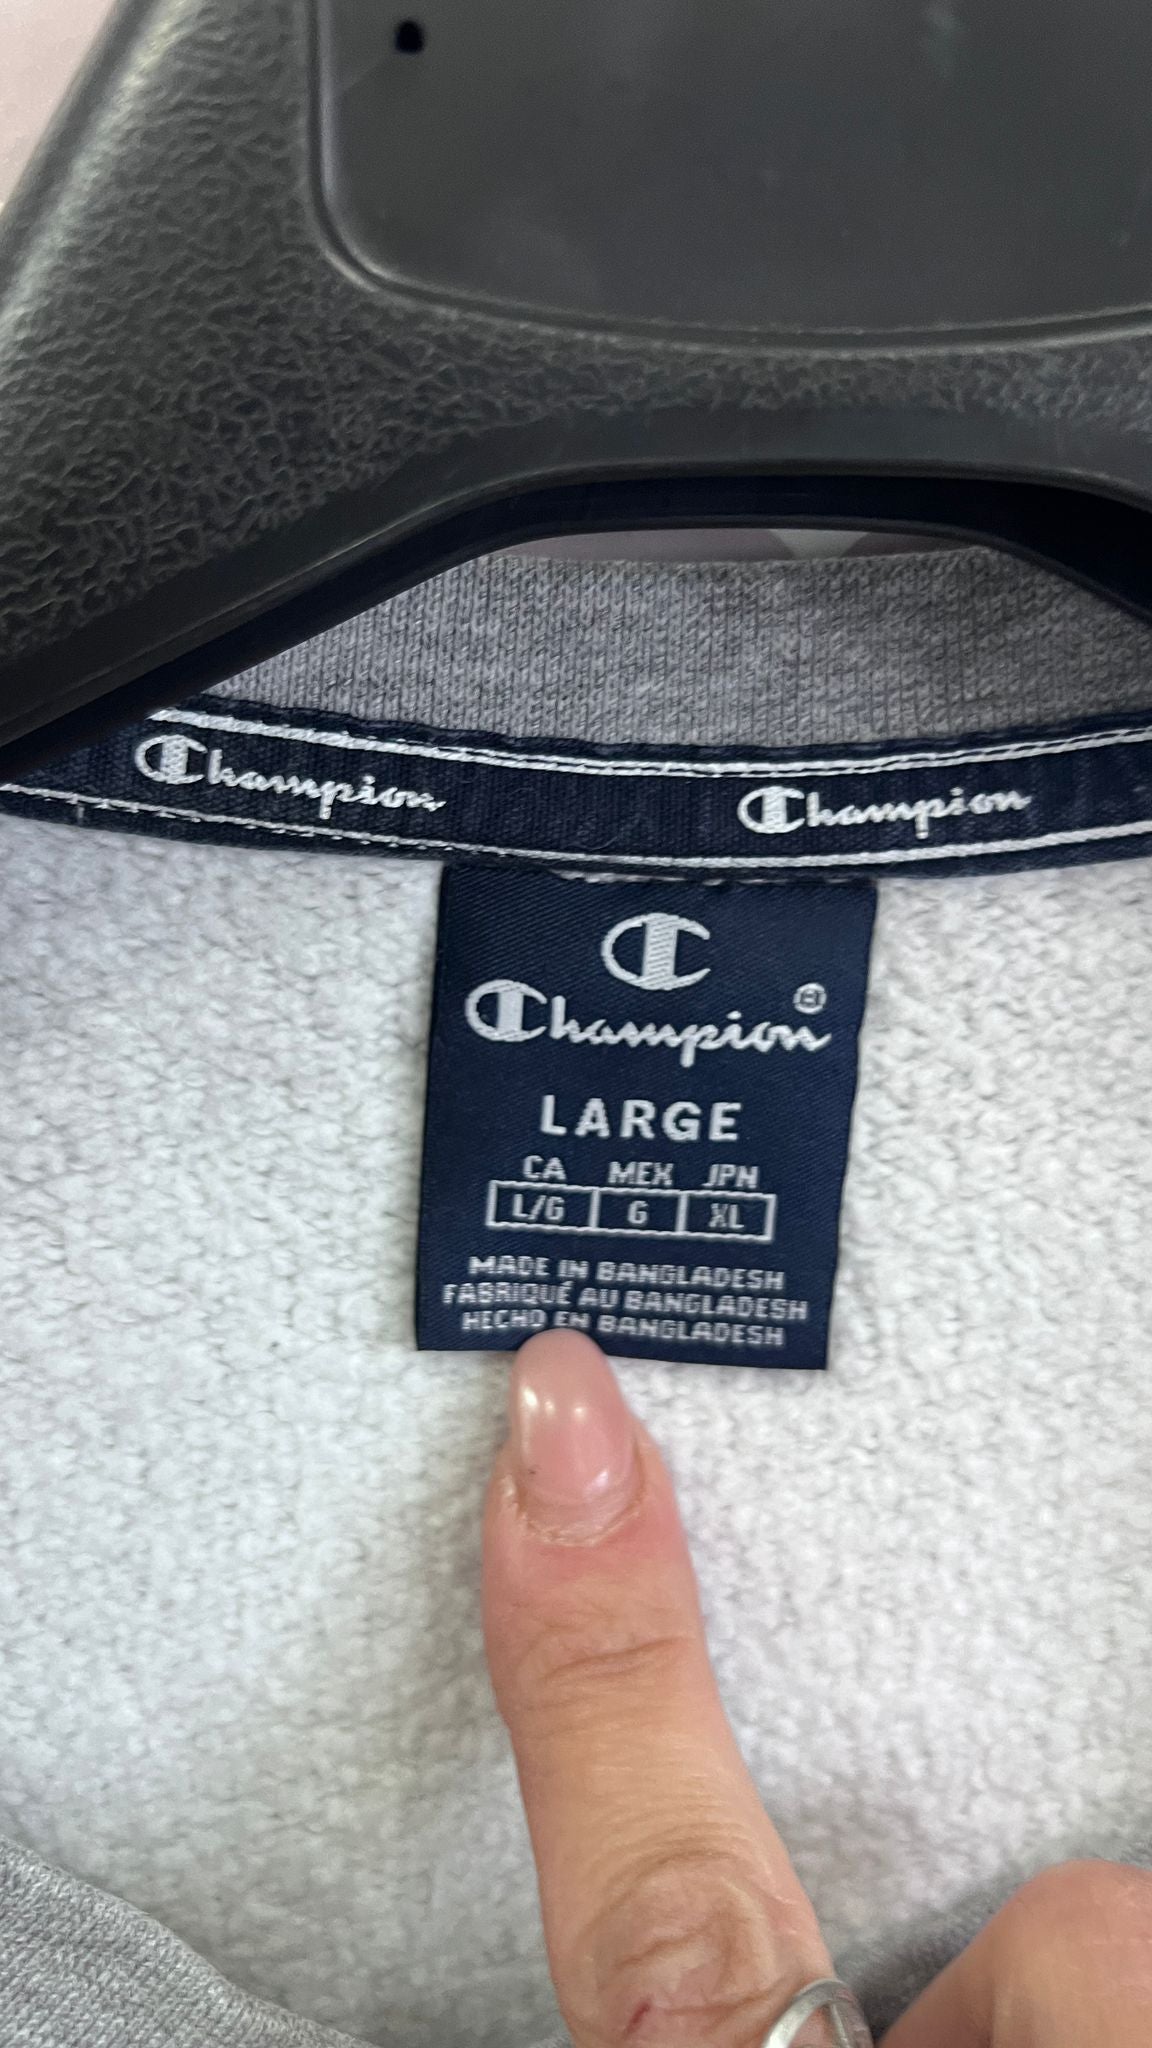 Champion Champion
Champion®
LARGE
CA MEX JPN
L/G G XL
MADE IN BANGLADESH
FABRIQUÉ AU BANGLADESH
HECHO EN BANGLADESH